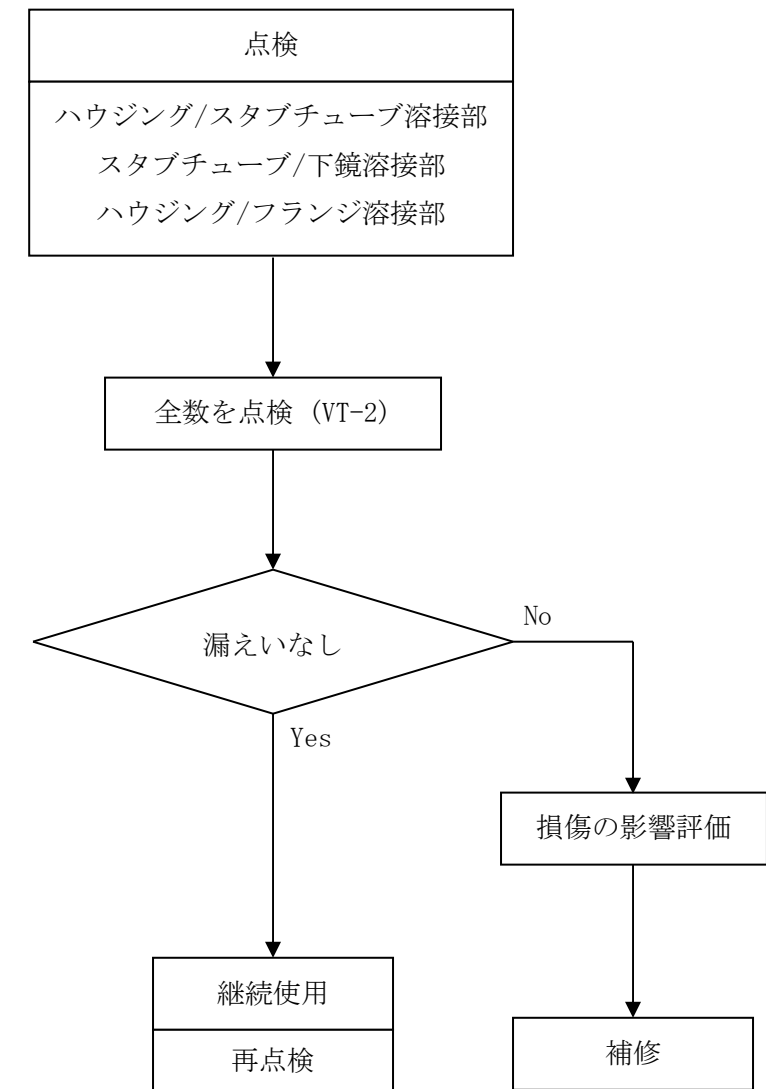 点検
ハウジング/スタブチューブ溶接部
スタブチューブ/下鏡溶接部
ハウジング/フランジ溶接部
全数を点検 (VT-2)
漏えいなし
No
Yes
損傷の影響評価
継続使用
再点検
補修